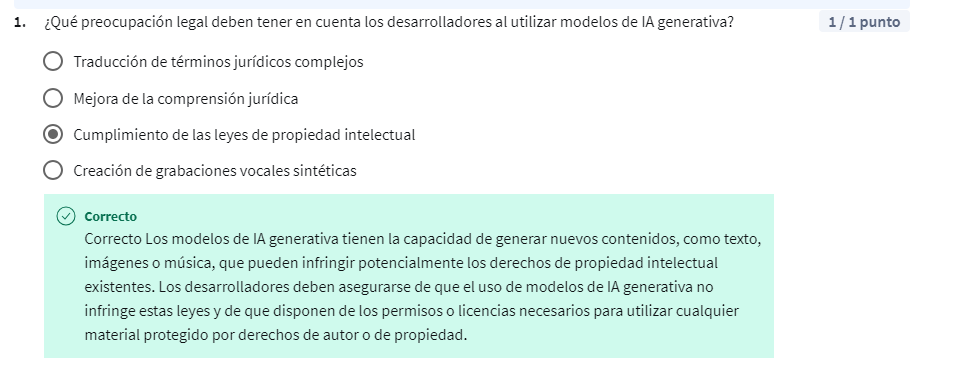 1. ¿Qué preocupación legal deben tener en cuenta los desarrolladores al utilizar modelos de IA generativa? 1 / 1 punto
Traducción de términos jurídicos complejos
Mejora de la comprensión jurídica
Cumplimiento de las leyes de propiedad intelectual
Creación de grabaciones vocales sintéticas
Correcto
Correcto Los modelos de IA generativa tienen la capacidad de generar nuevos contenidos, como texto,
imágenes o música, que pueden infringir potencialmente los derechos de propiedad intelectual
existentes. Los desarrolladores deben asegurarse de que el uso de modelos de IA generativa no
infringe estas leyes y de que disponen de los permisos o licencias necesarios para utilizar cualquier
material protegido por derechos de autor o de propiedad.